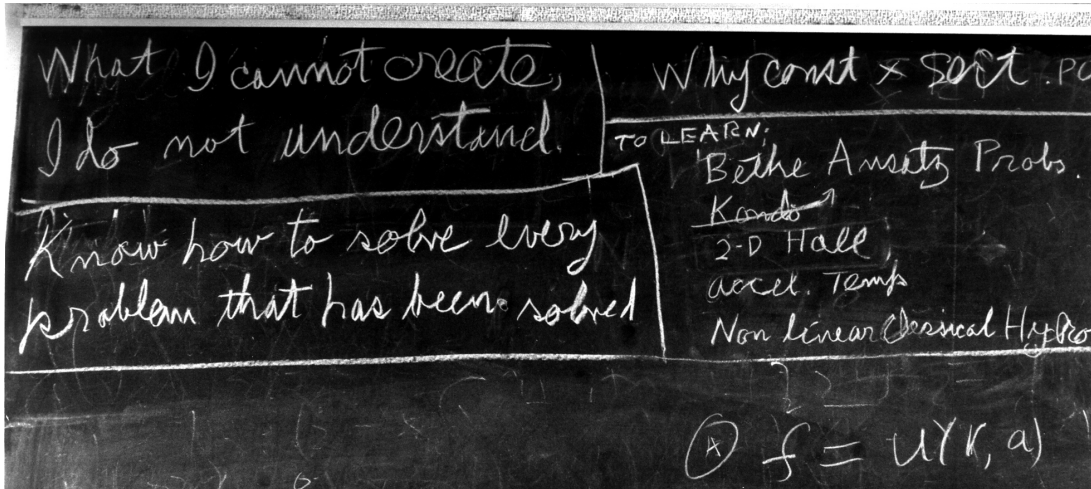 What I cannot create,
I do not understand.
Know how to solve every
problem that has been solved
Why const × sort . PO
TO LEARN:
Bethe Ansatz Probs.
Kondo
2-D Hall
accel. Temp
Non linear Classical Hydro
Ⓐ f = u(r, a)